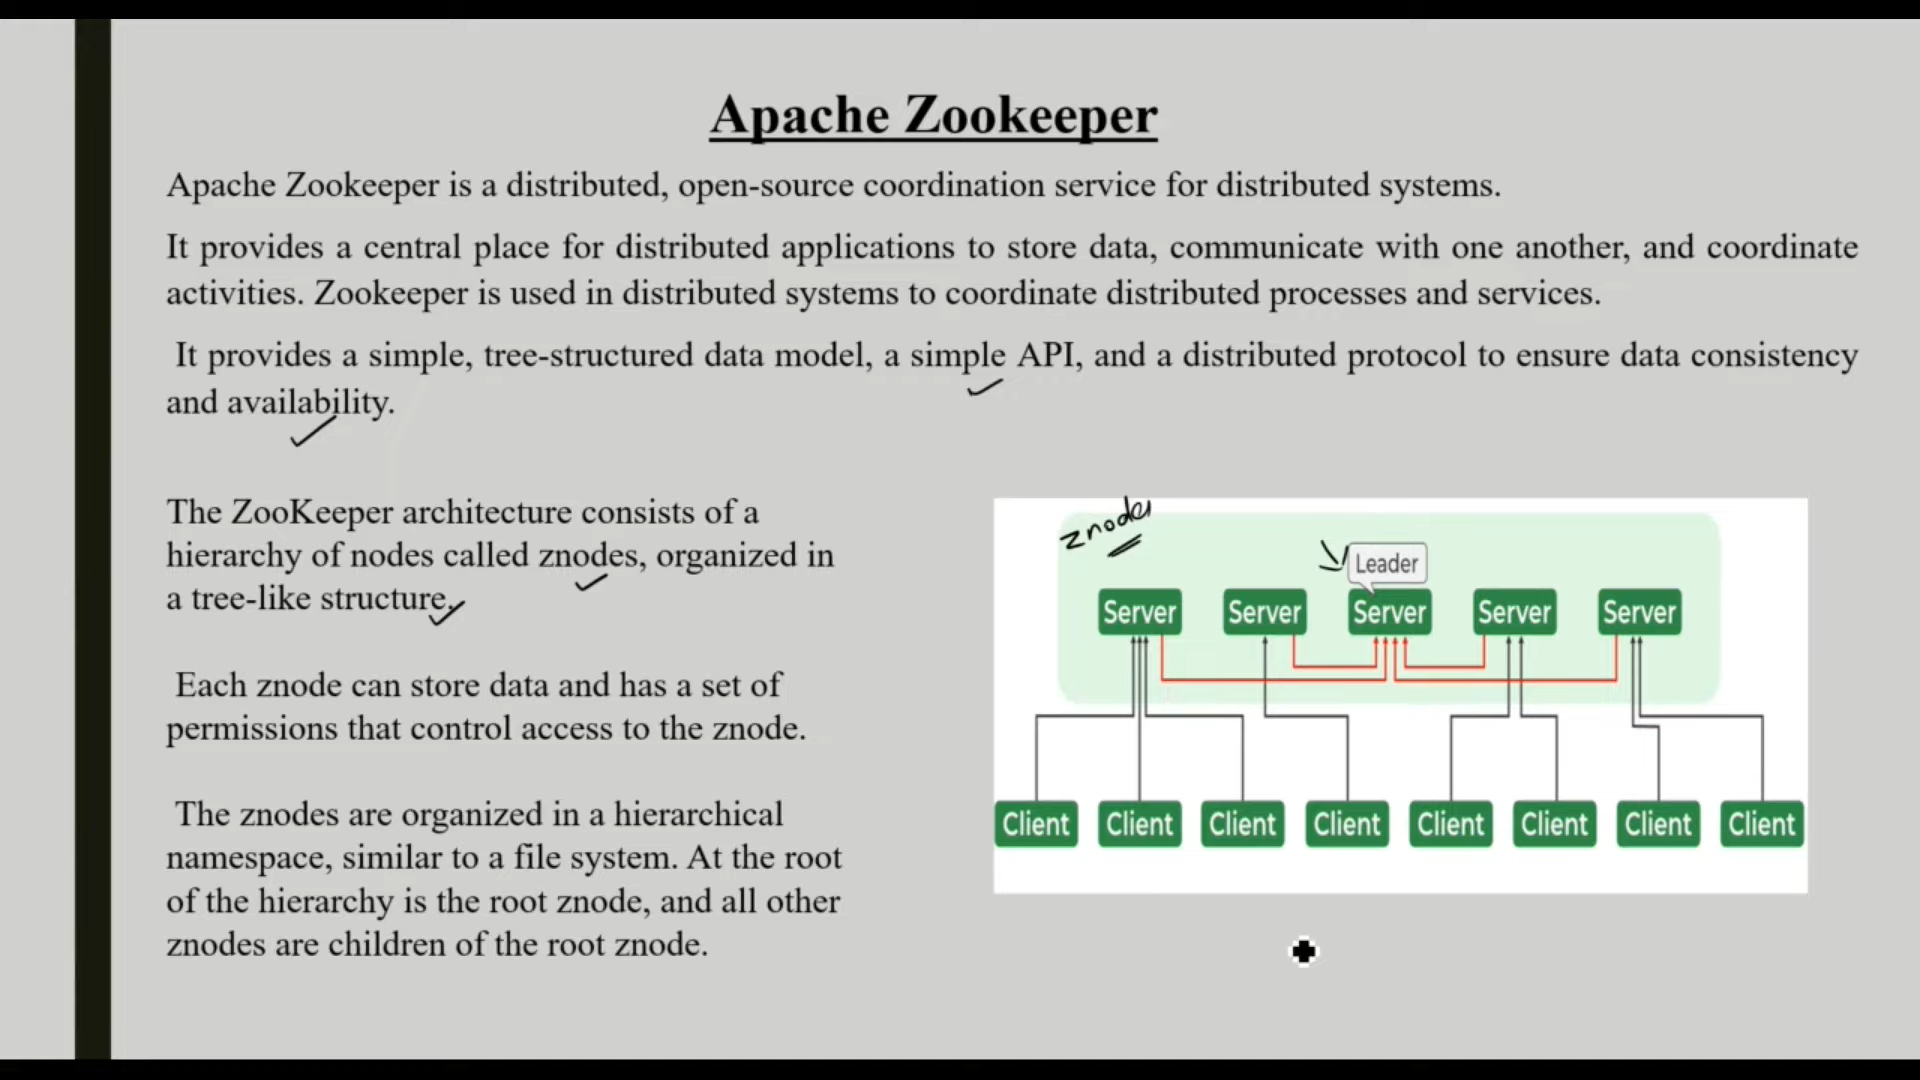 Apache Zookeeper
Apache Zookeeper is a distributed, open-source coordination service for distributed systems.
It provides a central place for distributed applications to store data, communicate with one another, and coordinate
activities. Zookeeper is used in distributed systems to coordinate distributed processes and services.
It provides a simple, tree-structured data model, a simple API, and a distributed protocol to ensure data consistency
and availability.
The ZooKeeper architecture consists of a
hierarchy of nodes called znodes, organized in
a tree-like structure.
Each znode can store data and has a set of
permissions that control access to the znode.
The znodes are organized in a hierarchical
namespace, similar to a file system. At the root
of the hierarchy is the root znode, and all other
znodes are children of the root znode.
znodes
Leader
Server Server Server Server Server
Client Client Client Client Client Client Client Client